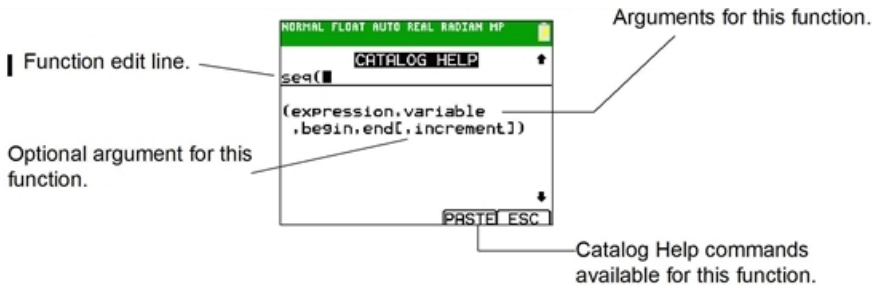 Arguments for this function.
NORMAL FLOAT AUTO REAL RADIAN MP
Function edit line.
CATALOG HELP
seq(
(expression,variable
,begin,end[,increment])
Optional argument for this
function.
PASTE ESC
Catalog Help commands
available for this function.